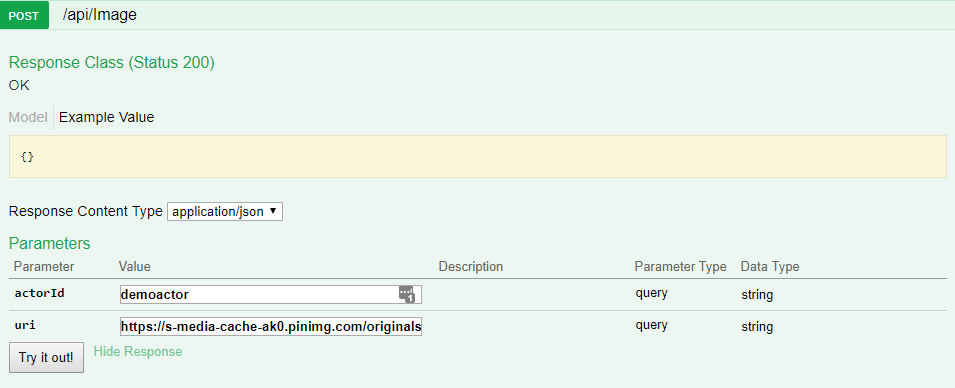 POST /api/Image
Response Class (Status 200)
OK
Model Example Value
{}
Response Content Type application/json
Parameters
Parameter Value Description Parameter Type Data Type
actorId demoactor 1 query string
uri https://s-media-cache-ak0.pinimg.com/originals query string
Try it out! Hide Response